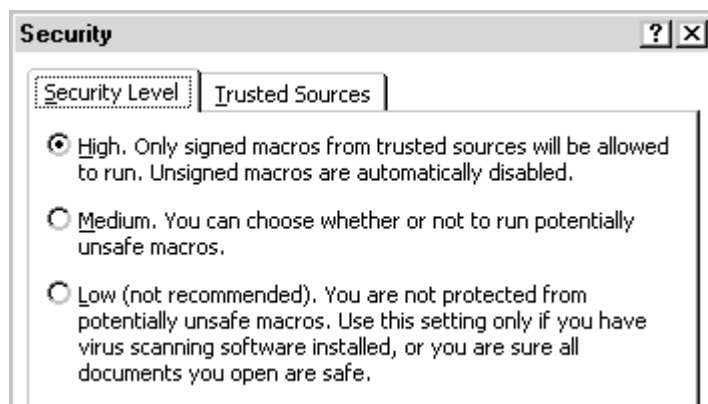 Security
? X
Security Level Trusted Sources
High. Only signed macros from trusted sources will be allowed
to run. Unsigned macros are automatically disabled.
Medium. You can choose whether or not to run potentially
unsafe macros.
Low (not recommended). You are not protected from
potentially unsafe macros. Use this setting only if you have
virus scanning software installed, or you are sure all
documents you open are safe.